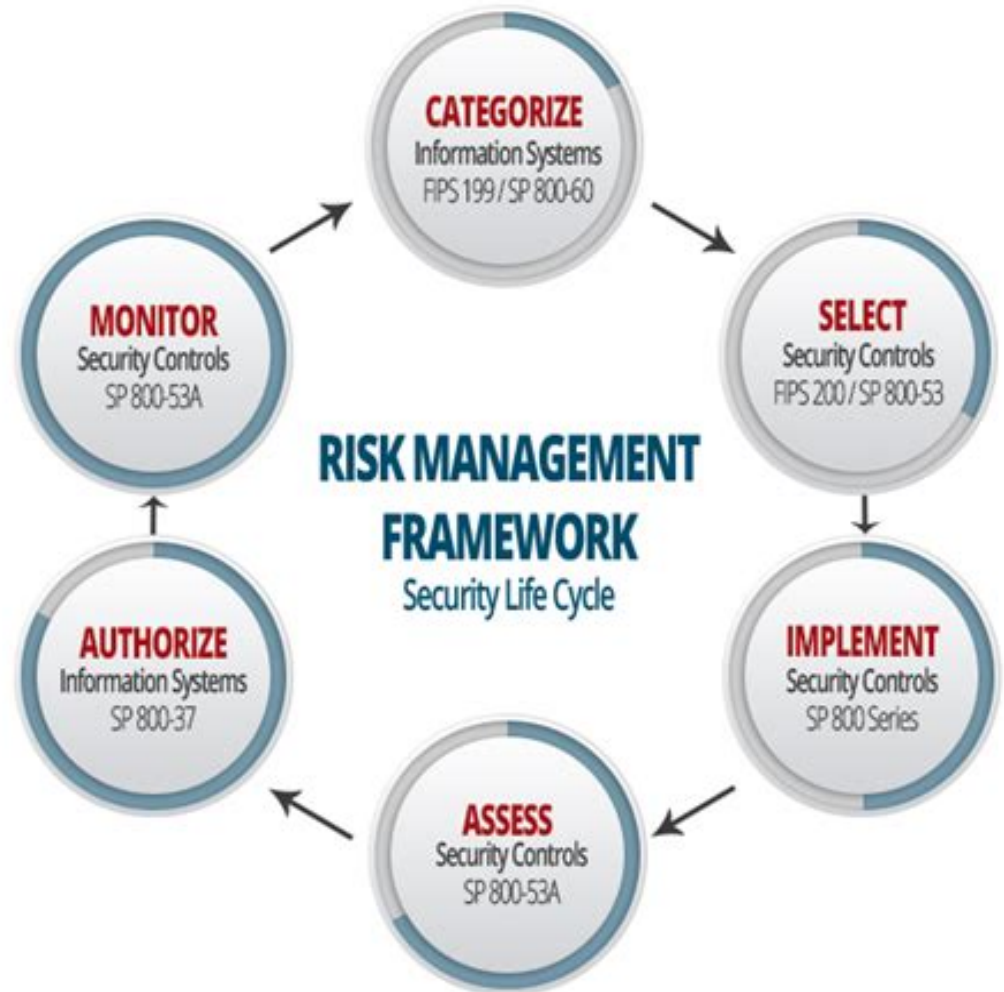 CATEGORIZE
Information Systems
FIPS 199 / SP 800-60
SELECT
Security Controls
FIPS 200 / SP 800-53
IMPLEMENT
Security Controls
SP 800 Series
ASSESS
Security Controls
SP 800-53A
AUTHORIZE
Information Systems
SP 800-37
MONITOR
Security Controls
SP 800-53A
RISK MANAGEMENT
FRAMEWORK
Security Life Cycle